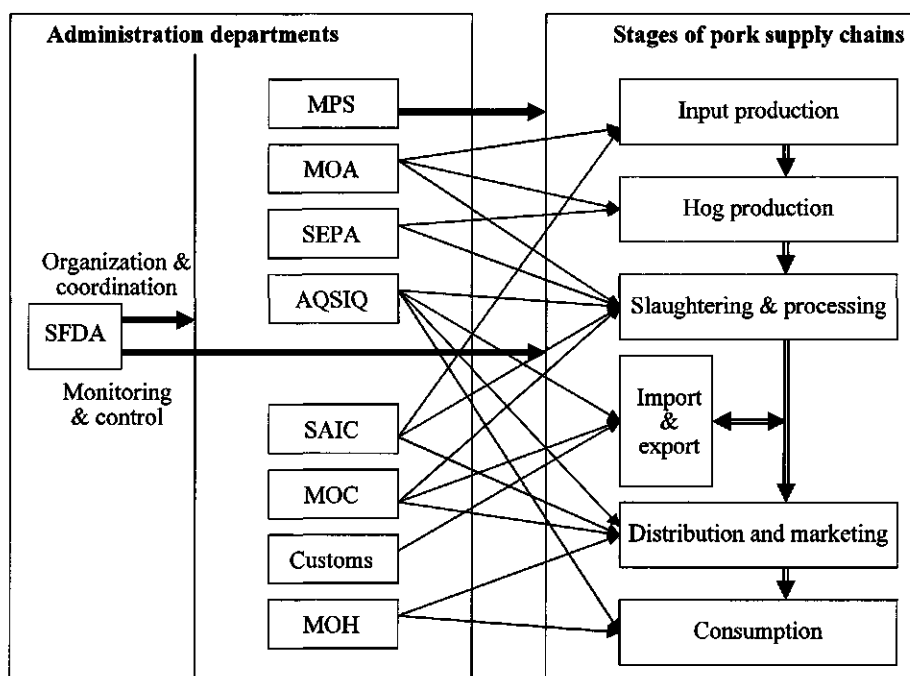 Administration departments
Stages of pork supply chains
MPS
MOA
SEPA
AQSIQ
SAIC
MOC
Customs
MOH
Organization &
coordination
SFDA
Monitoring
& control
Input production
Hog production
Slaughtering & processing
Import
&
export
Distribution and marketing
Consumption